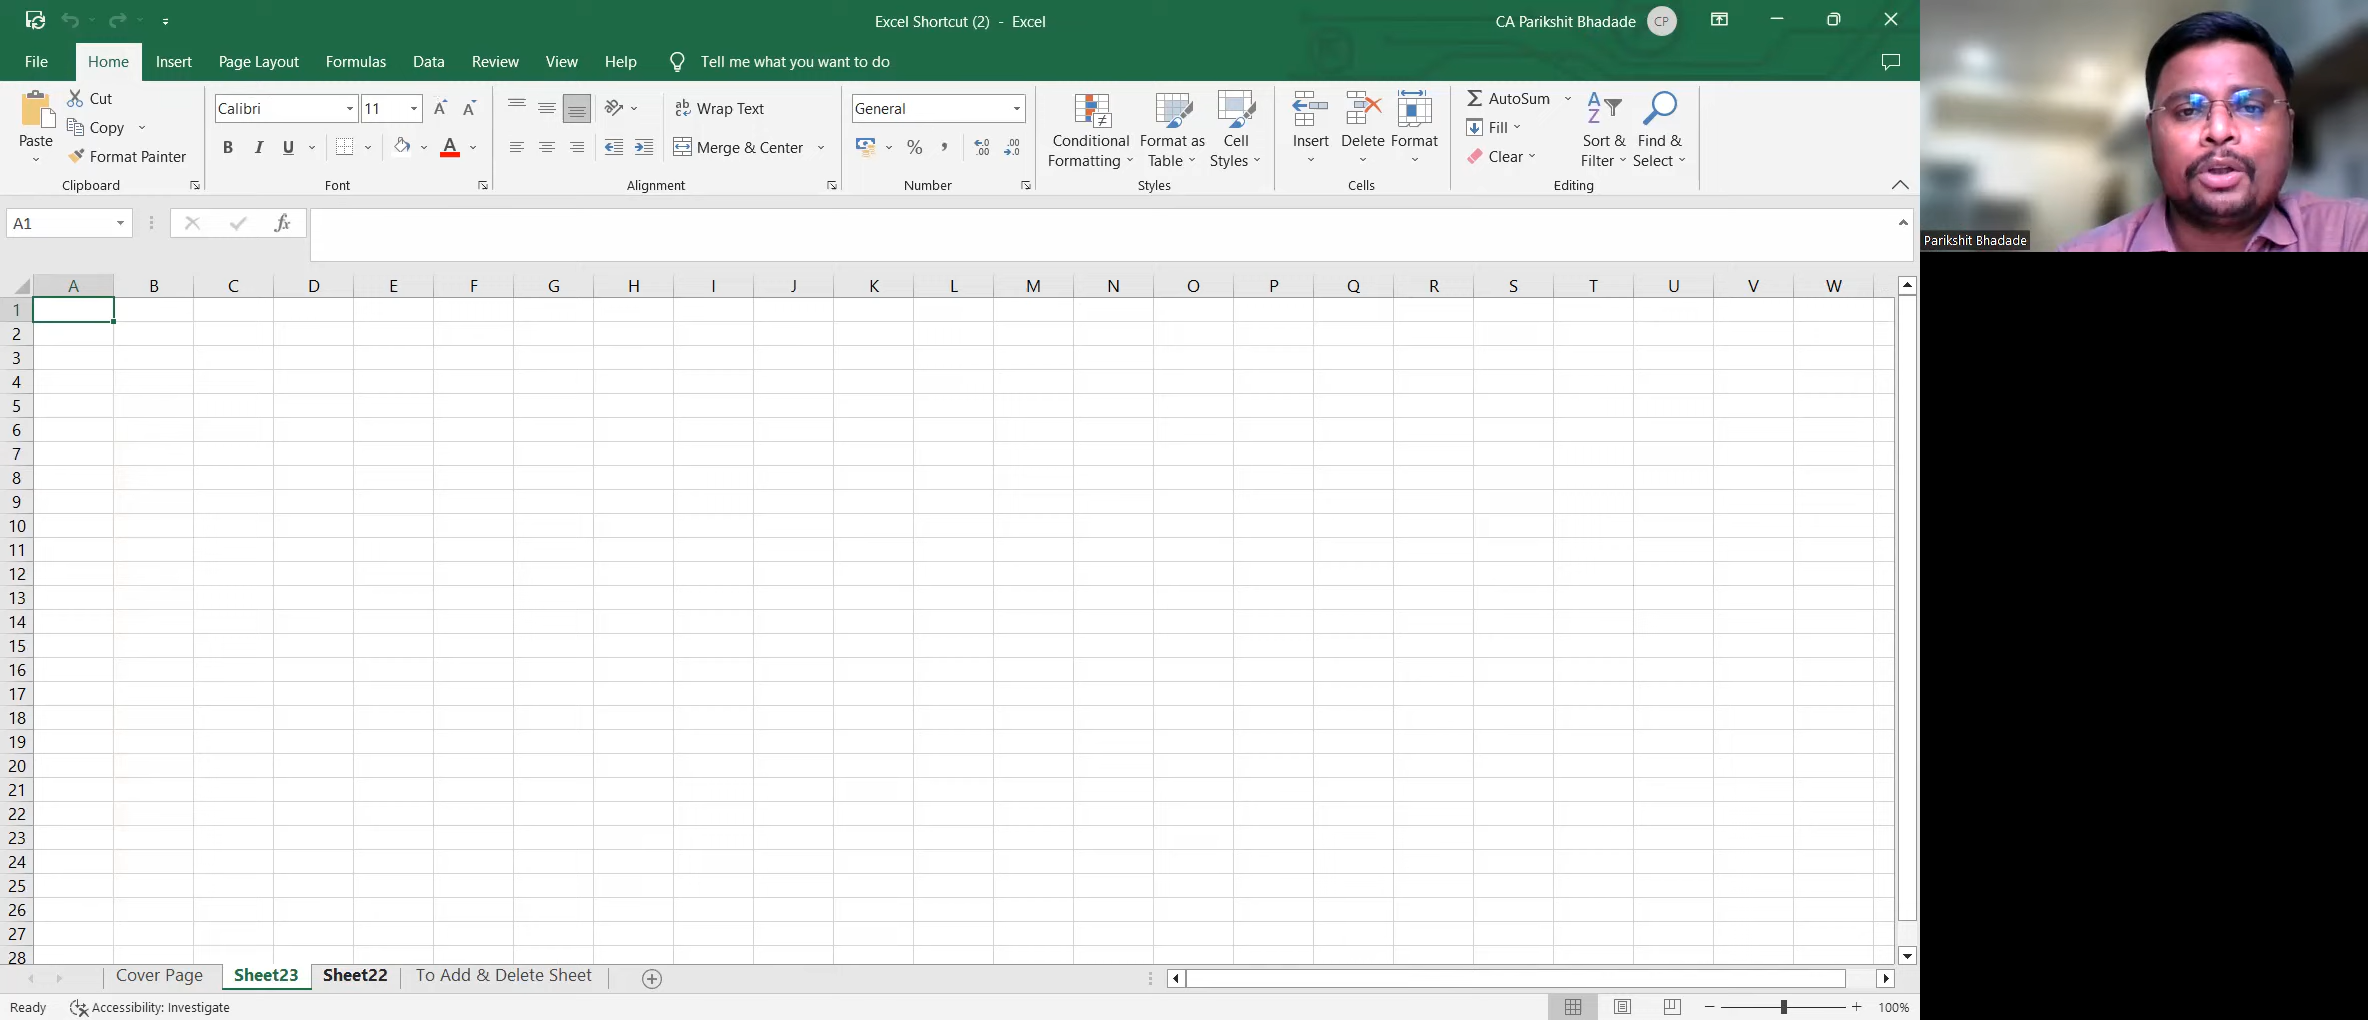 Excel Shortcut (2) - Excel
CA Parikshit Bhadade CP
File Home Insert Page Layout Formulas Data Review View Help Tell me what you want to do
Paste
Cut
Copy
Format Painter
Clipboard
Calibri 11
B I U A
Font
Wrap Text
Merge & Center
Alignment
General
% ,
Number
Conditional Formatting
Format as Table
Cell Styles
Styles
Insert Delete Format
Cells
AutoSum
Fill
Clear
Sort & Filter
Find & Select
Editing
A1 fx
Parikshit Bhadade
A B C D E F G H I J K L M N O P Q R S T U V W
1
2
3
4
5
6
7
8
9
10
11
12
13
14
15
16
17
18
19
20
21
22
23
24
25
26
27
28
Cover Page Sheet23 Sheet22 To Add & Delete Sheet
Ready Accessibility: Investigate 100%